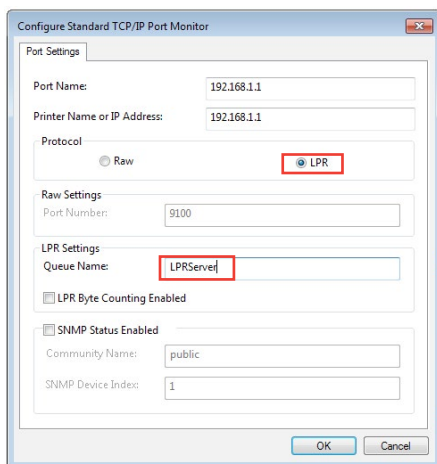 Configure Standard TCP/IP Port Monitor
Port Settings
Port Name: 192.168.1.1
Printer Name or IP Address: 192.168.1.1
Protocol
Raw LPR
Raw Settings
Port Number: 9100
LPR Settings
Queue Name: LPRServer
LPR Byte Counting Enabled
SNMP Status Enabled
Community Name: public
SNMP Device Index: 1
OK Cancel